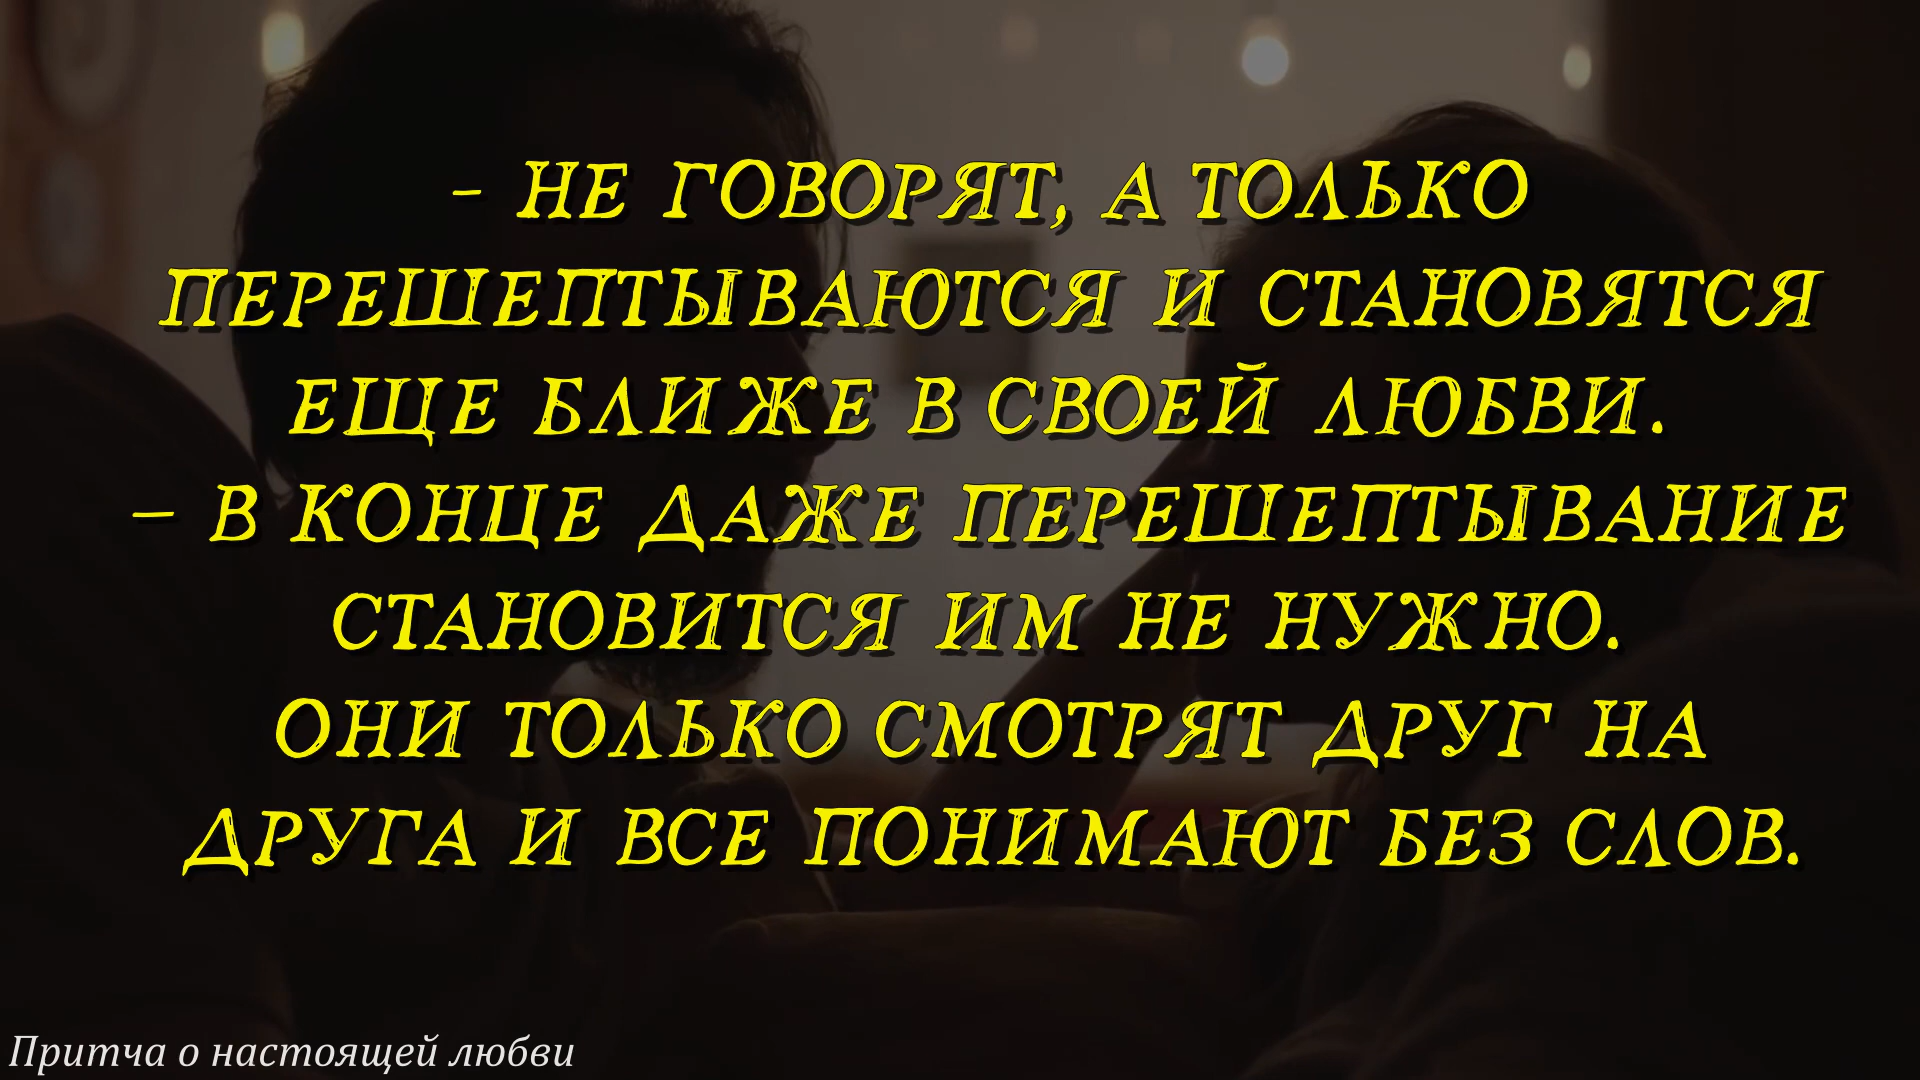 - НЕ ГОВОРЯТ, А ТОЛЬКО
ПЕРЕШЕПТЫВАЮТСЯ И СТАНОВЯТСЯ
ЕЩЕ БЛИЖЕ В СВОЕЙ ЛЮБВИ.
– В КОНЦЕ ДАЖЕ ПЕРЕШЕПТЫВАНИЕ
СТАНОВИТСЯ ИМ НЕ НУЖНО.
ОНИ ТОЛЬКО СМОТРЯТ ДРУГ НА
ДРУГА И ВСЕ ПОНИМАЮТ БЕЗ СЛОВ.
Притча о настоящей любви